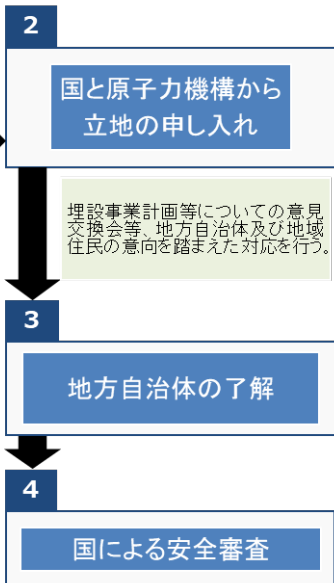 2
国と原子力機構から
立地の申し入れ
埋設事業計画等についての意見
交換会等、地方自治体及び地域
住民の意向を踏まえた対応を行う。
3
地方自治体の了解
4
国による安全審査